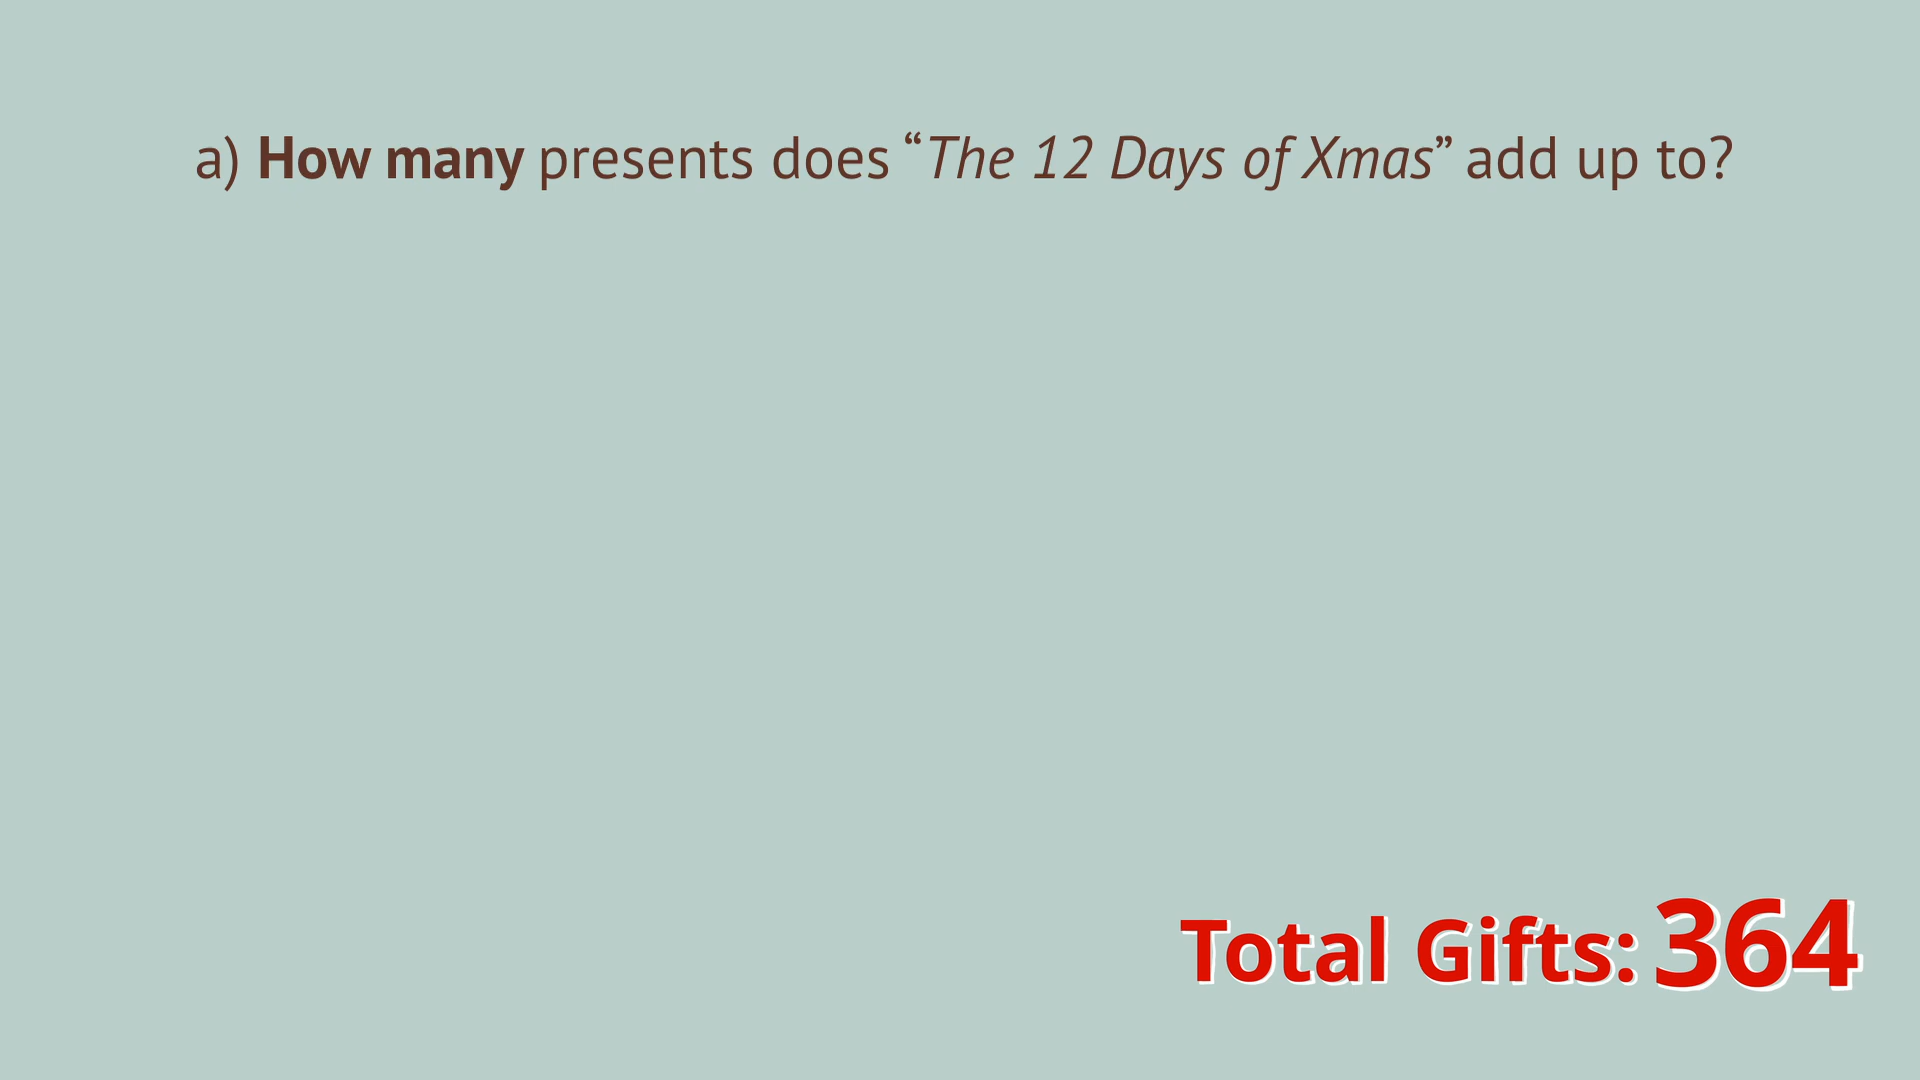 a) How many presents does “The 12 Days of Xmas” add up to?
Total Gifts: 364